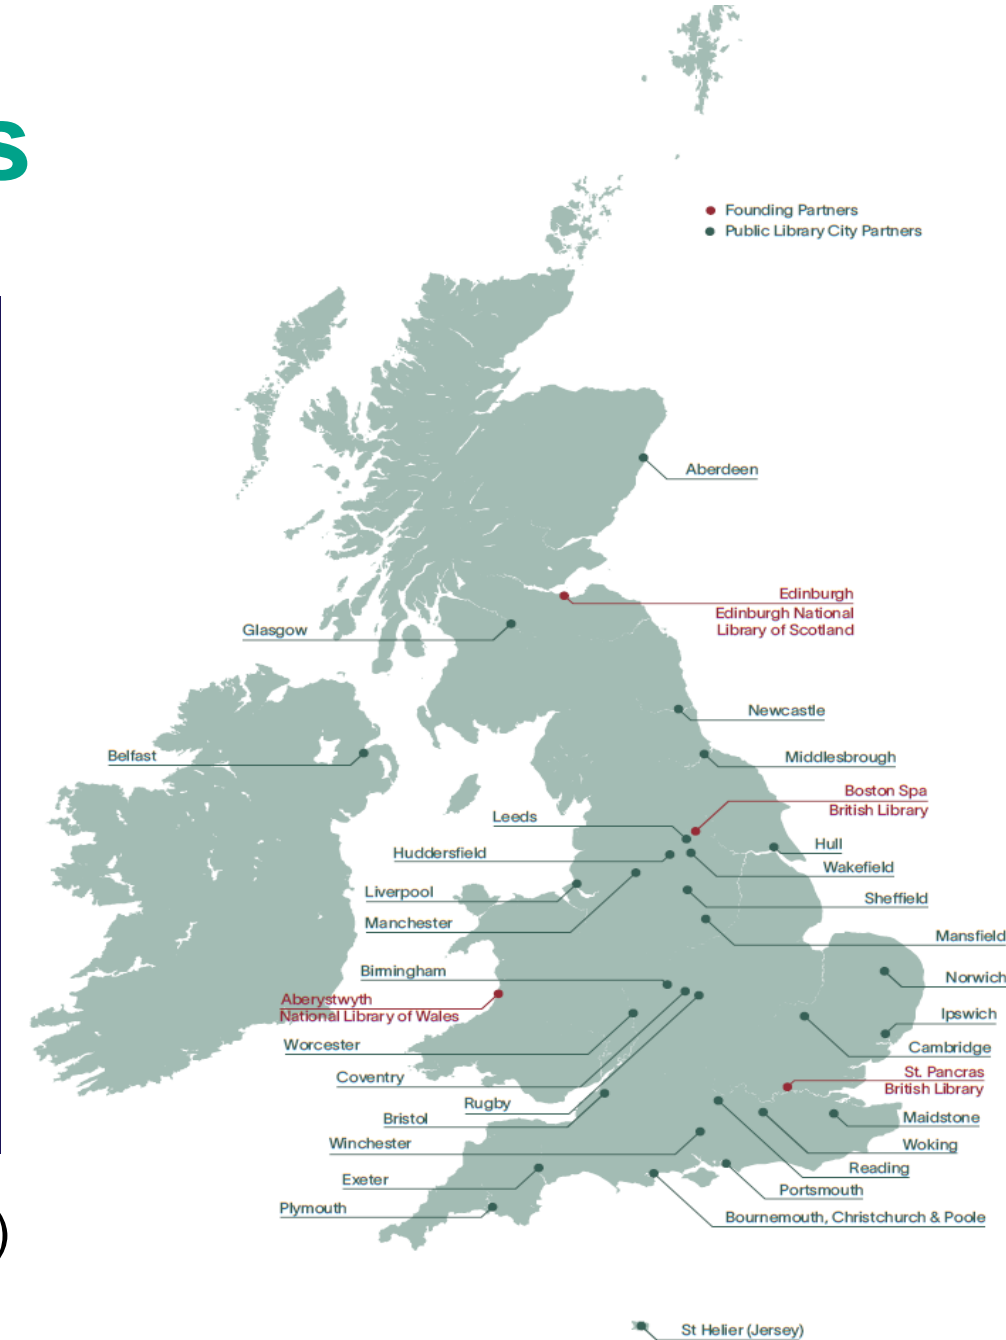 s
Founding Partners
Public Library City Partners
Aberdeen
Edinburgh
Edinburgh National
Library of Scotland
Glasgow
Newcastle
Belfast
Middlesbrough
Boston Spa
British Library
Leeds
Hull
Huddersfield
Wakefield
Liverpool
Sheffield
Manchester
Mansfield
Birmingham
Norwich
Aberystwyth
National Library of Wales
Ipswich
Worcester
Cambridge
Coventry
St. Pancras
British Library
Rugby
Bristol
Maidstone
Winchester
Woking
Exeter
Reading
Portsmouth
Plymouth
Bournemouth, Christchurch & Poole
)
St Helier (Jersey)